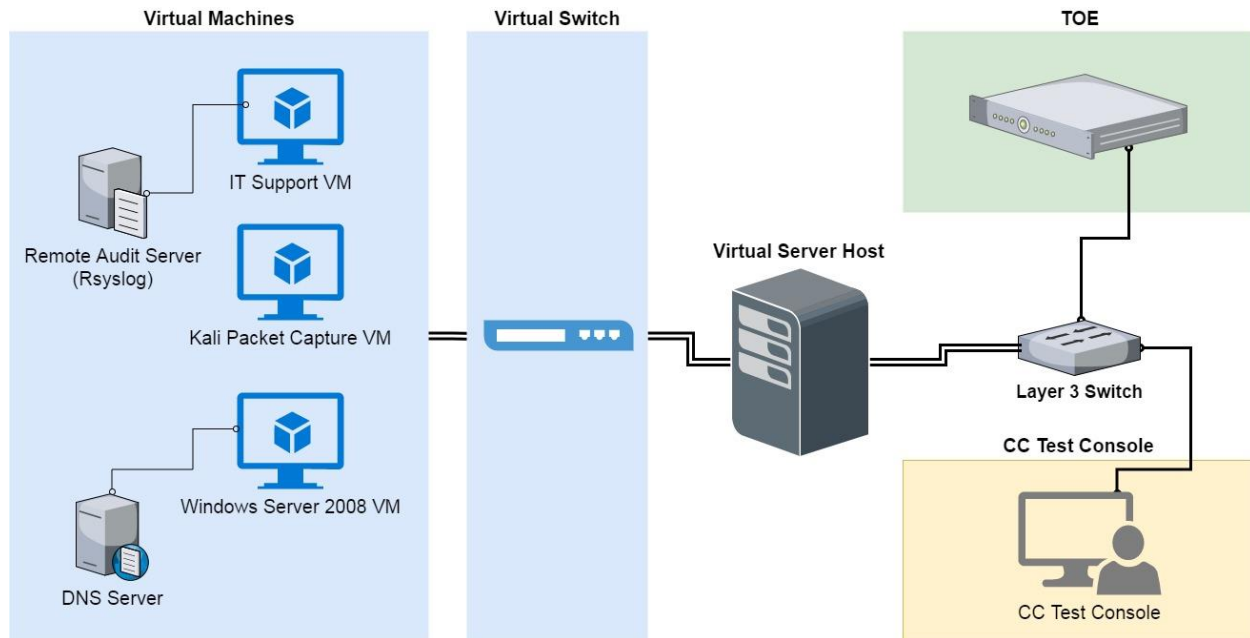 Virtual Machines
Virtual Switch
TOE
IT Support VM
Remote Audit Server
(Rsyslog)
Virtual Server Host
Kali Packet Capture VM
Layer 3 Switch
CC Test Console
Windows Server 2008 VM
DNS Server
CC Test Console